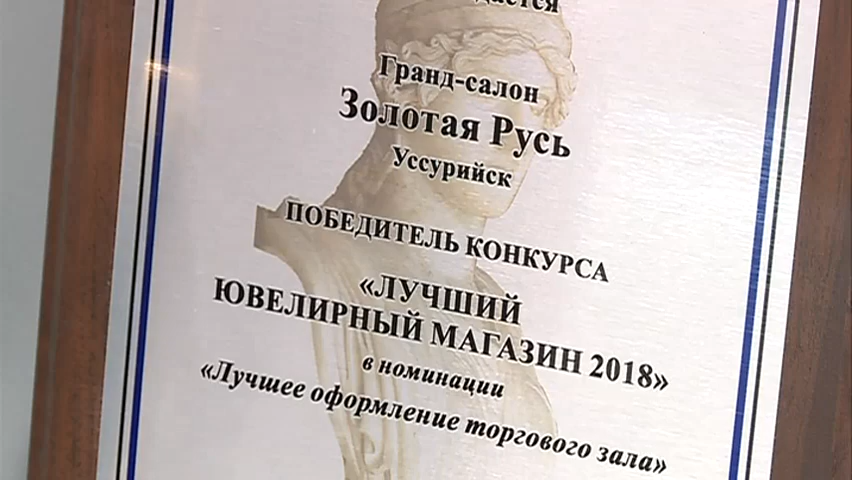 Гранд-салон
Золотая Русь
Уссурийск
ПОБЕДИТЕЛЬ КОНКУРСА
«ЛУЧШИЙ
ЮВЕЛИРНЫЙ МАГАЗИН 2018»
в номинации
«Лучшее оформление торгового зала»